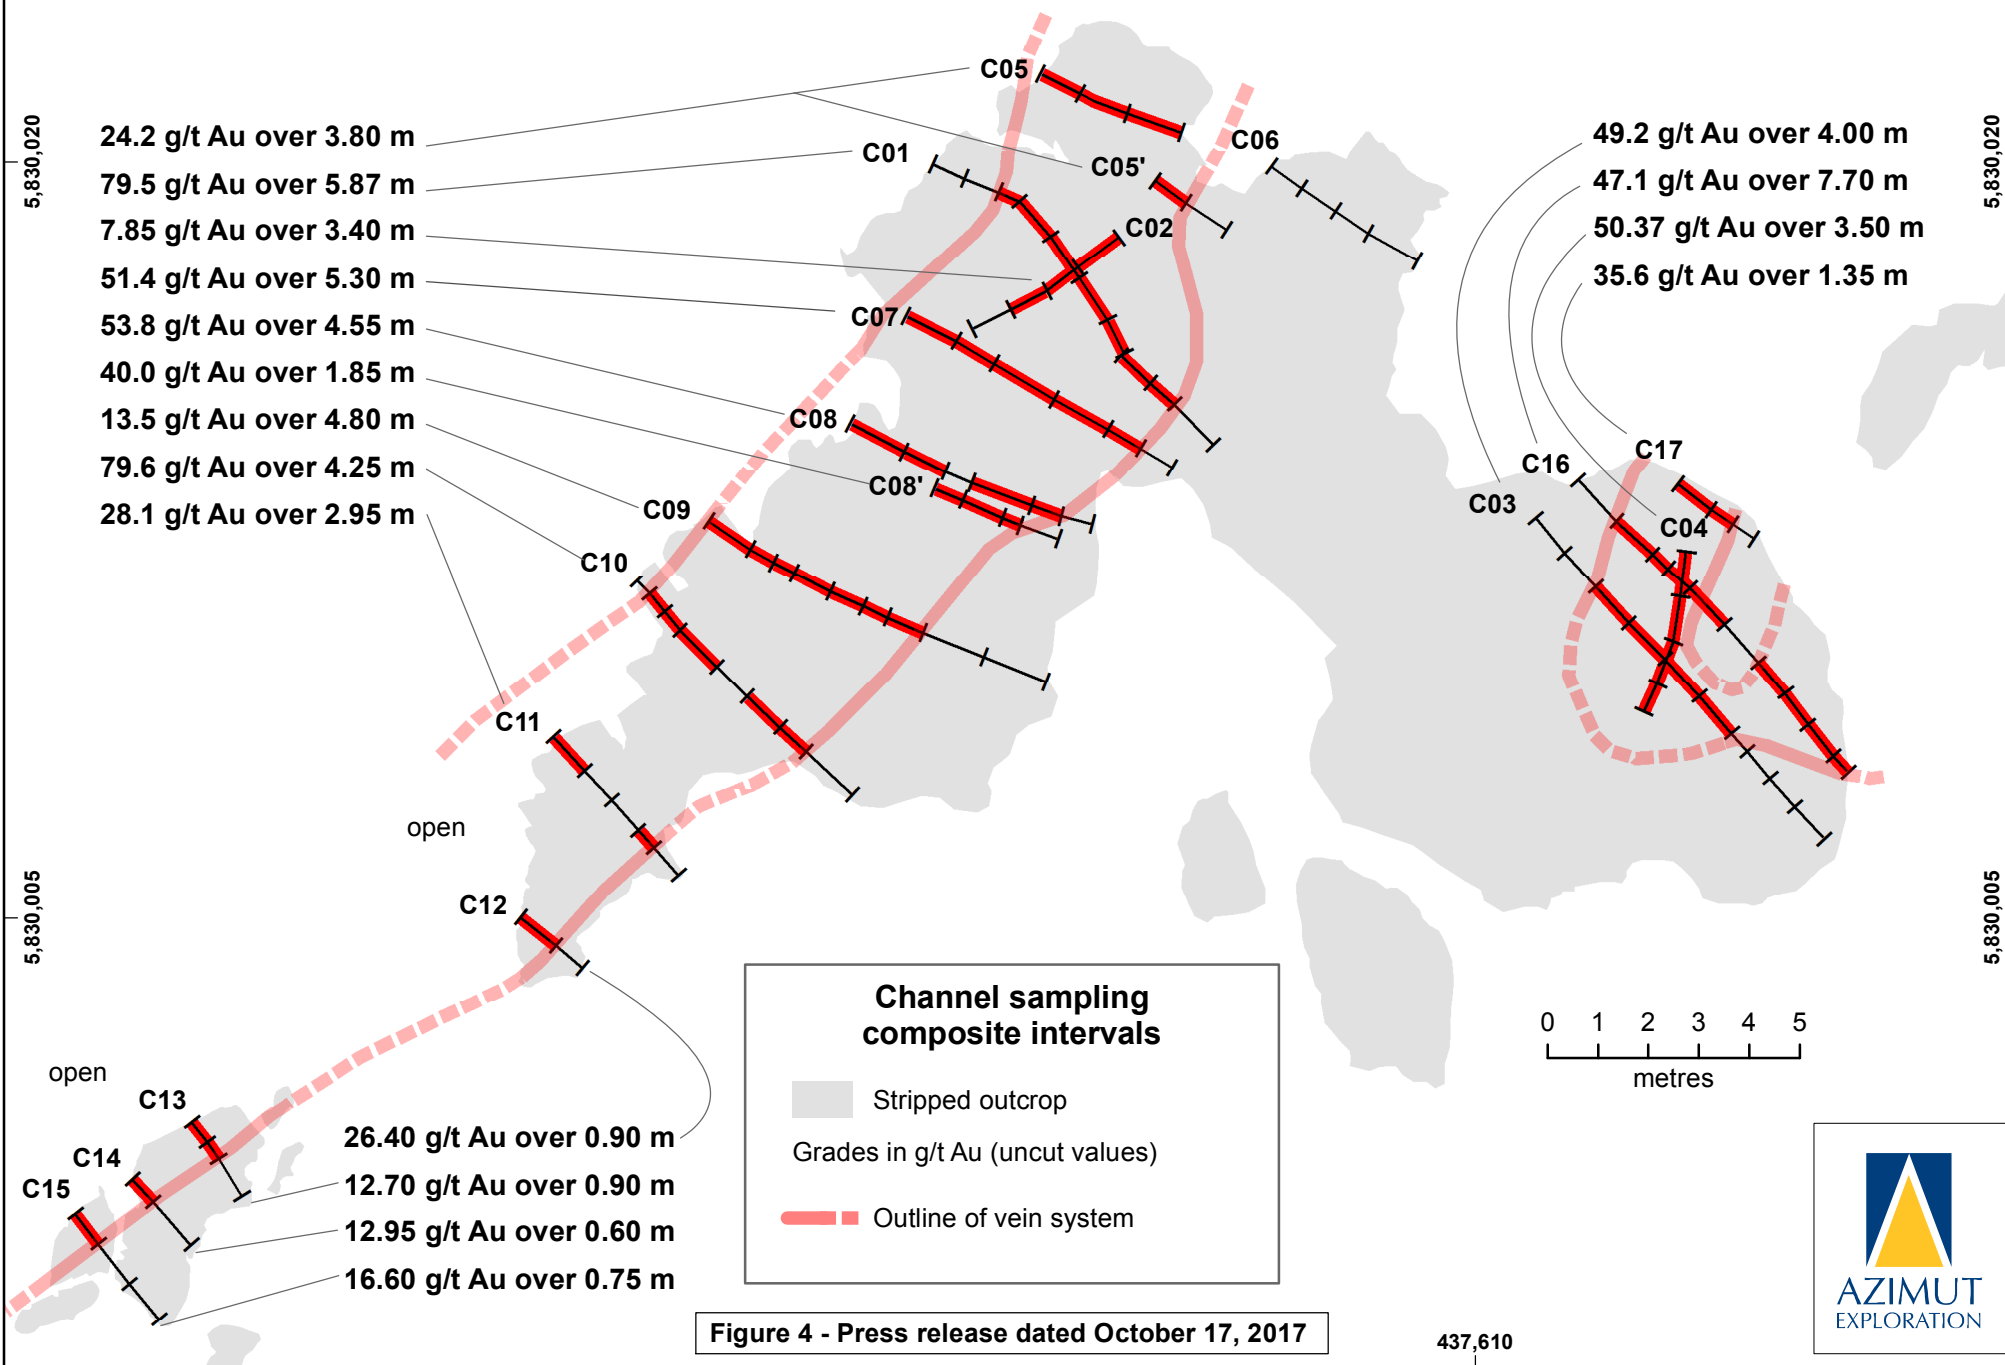 5,830,020
5,830,005
24.2 g/t Au over 3.80 m
79.5 g/t Au over 5.87 m
7.85 g/t Au over 3.40 m
51.4 g/t Au over 5.30 m
53.8 g/t Au over 4.55 m
40.0 g/t Au over 1.85 m
13.5 g/t Au over 4.80 m
79.6 g/t Au over 4.25 m
28.1 g/t Au over 2.95 m
C05
C01
C05'
C06
C02
C07
C08
C08'
C09
C10
C11
open
C12
open
C13
C14
C15
26.40 g/t Au over 0.90 m
12.70 g/t Au over 0.90 m
12.95 g/t Au over 0.60 m
16.60 g/t Au over 0.75 m
49.2 g/t Au over 4.00 m
47.1 g/t Au over 7.70 m
50.37 g/t Au over 3.50 m
35.6 g/t Au over 1.35 m
C17
C16
C03
C04
5,830,020
5,830,005
Channel sampling
composite intervals
Stripped outcrop
Grades in g/t Au (uncut values)
Outline of vein system
0 1 2 3 4 5
metres
Figure 4 - Press release dated October 17, 2017
437,610
AZIMUT
EXPLORATION